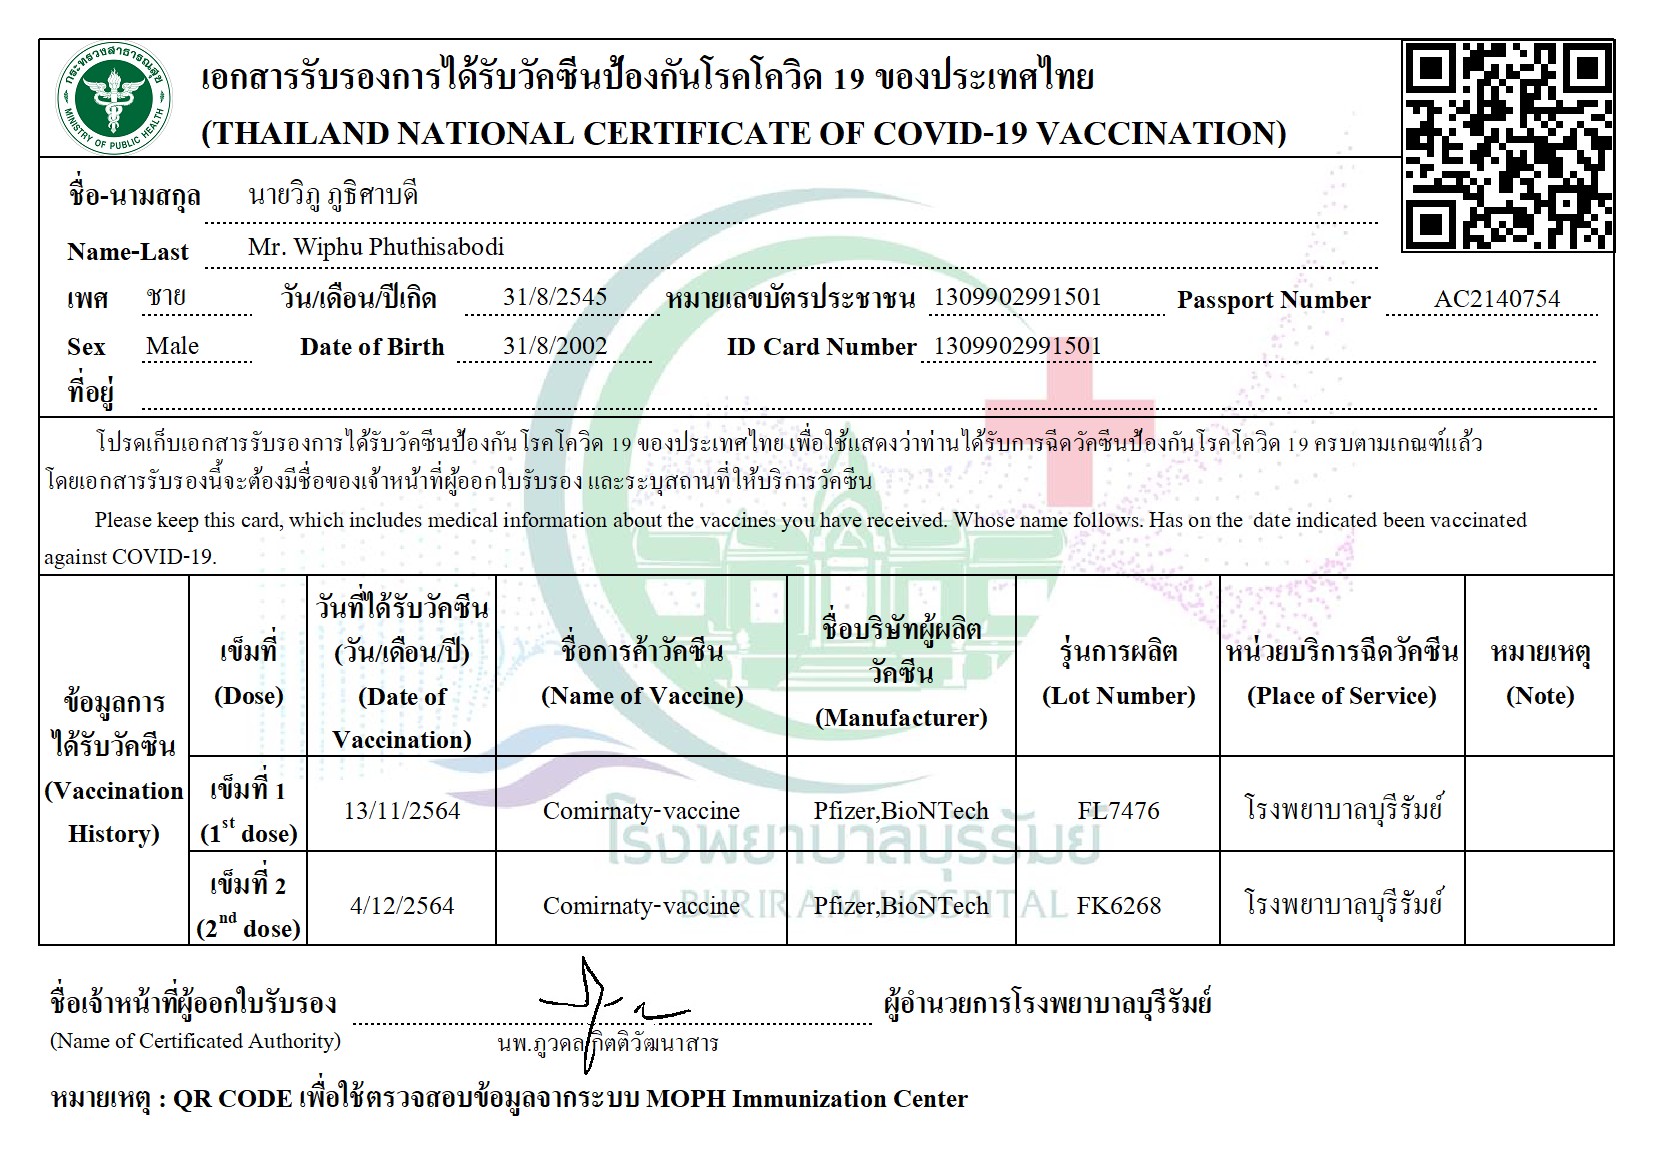 กระทรวงสาธารณสุข
MINISTRY OF PUBLIC HEALTH
เอกสารรับรองการได้รับวัคซีนป้องกันโรคโควิด 19 ของประเทศไทย
(THAILAND NATIONAL CERTIFICATE OF COVID-19 VACCINATION)
ชื่อ-นามสกุล นายวิภู ภูธิศาบดี
Name-Last Mr. Wiphu Phuthisabodi
เพศ ชาย วัน/เดือน/ปีเกิด 31/8/2545 หมายเลขบัตรประชาชน 1309902991501 Passport Number AC2140754
Sex Male Date of Birth 31/8/2002 ID Card Number 1309902991501
ที่อยู่
โปรดเก็บเอกสารรับรองการได้รับวัคซีนป้องกันโรคโควิด 19 ของประเทศไทย เพื่อใช้แสดงว่าท่านได้รับการฉีดวัคซีนป้องกันโรคโควิด 19 ครบตามเกณฑ์แล้ว
โดยเอกสารรับรองนี้จะต้องมีชื่อของเจ้าหน้าที่ผู้ออกใบรับรอง และระบุสถานที่ให้บริการวัคซีน
Please keep this card, which includes medical information about the vaccines you have received. Whose name follows. Has on the date indicated been vaccinated
against COVID-19.
ข้อมูลการ
ได้รับวัคซีน
(Vaccination
History)
เข็มที่
(Dose)
วันที่ได้รับวัคซีน
(วัน/เดือน/ปี)
(Date of
Vaccination)
ชื่อการค้าวัคซีน
(Name of Vaccine)
ชื่อบริษัทผู้ผลิต
วัคซีน
(Manufacturer)
รุ่นการผลิต
(Lot Number)
หน่วยบริการฉีดวัคซีน
(Place of Service)
หมายเหตุ
(Note)
เข็มที่ 1
(1st dose) 13/11/2564 Comirnaty-vaccine Pfizer,BioNTech FL7476 โรงพยาบาลบุรีรัมย์
เข็มที่ 2
(2nd dose) 4/12/2564 Comirnaty-vaccine Pfizer,BioNTech FK6268 โรงพยาบาลบุรีรัมย์
โรงพยาบาลบุรีรัมย์
BURIRAM HOSPITAL
ชื่อเจ้าหน้าที่ผู้ออกใบรับรอง ผู้อำนวยการโรงพยาบาลบุรีรัมย์
(Name of Certificated Authority) นพ.ภูวดล กิตติวัฒนาสาร
หมายเหตุ : QR CODE เพื่อใช้ตรวจสอบข้อมูลจากระบบ MOPH Immunization Center